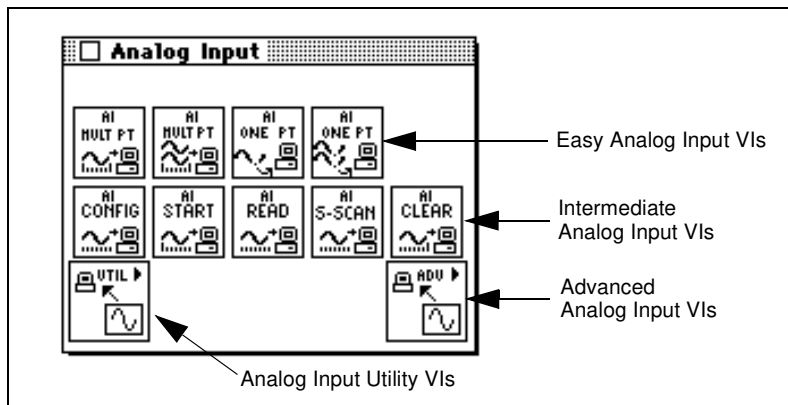 Analog Input
AI
MULT PT
AI
MULT PT
AI
ONE PT
AI
ONE PT
Easy Analog Input VIs
AI
CONFIG
AI
START
AI
READ
AI
S-SCAN
AI
CLEAR
Intermediate
Analog Input VIs
UTIL
ADV
Advanced
Analog Input VIs
Analog Input Utility VIs